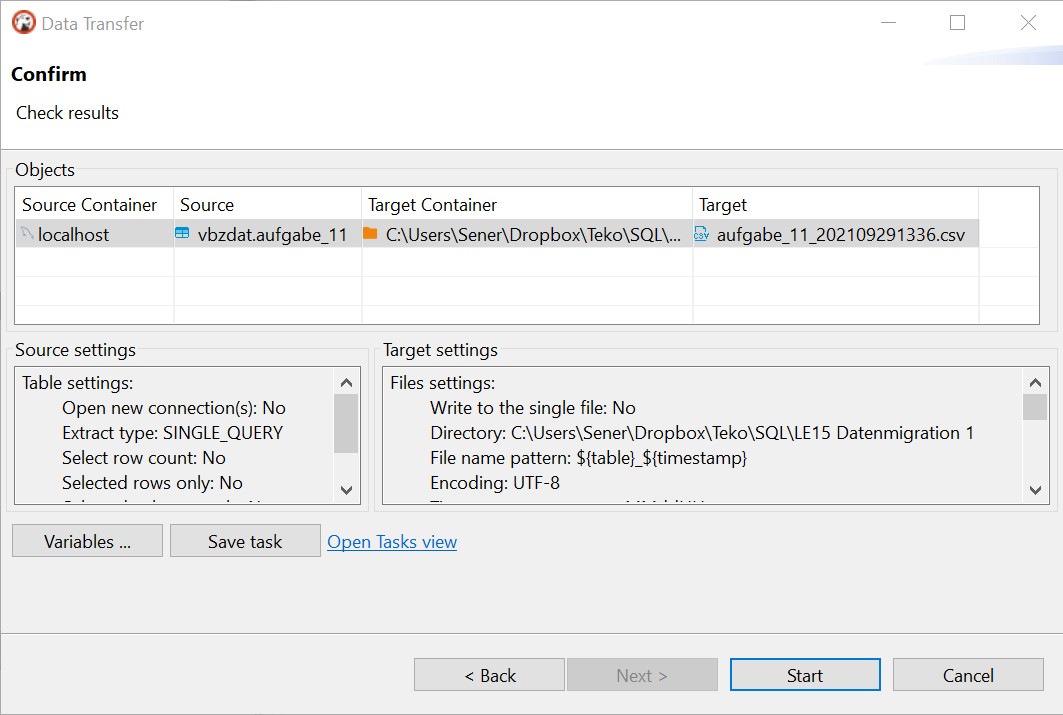 Data Transfer
Confirm
Check results
Objects
Source Container Source Target Container Target
localhost vbzdat.aufgabe_11 C:\Users\Sener\Dropbox\Teko\SQL\... aufgabe_11_202109291336.csv
Source settings
Table settings:
Open new connection(s): No
Extract type: SINGLE_QUERY
Select row count: No
Selected rows only: No
Target settings
Files settings:
Write to the single file: No
Directory: C:\Users\Sener\Dropbox\Teko\SQL\LE15 Datenmigration 1
File name pattern: ${table}_${timestamp}
Encoding: UTF-8
Variables ... Save task Open Tasks view
< Back Next > Start Cancel